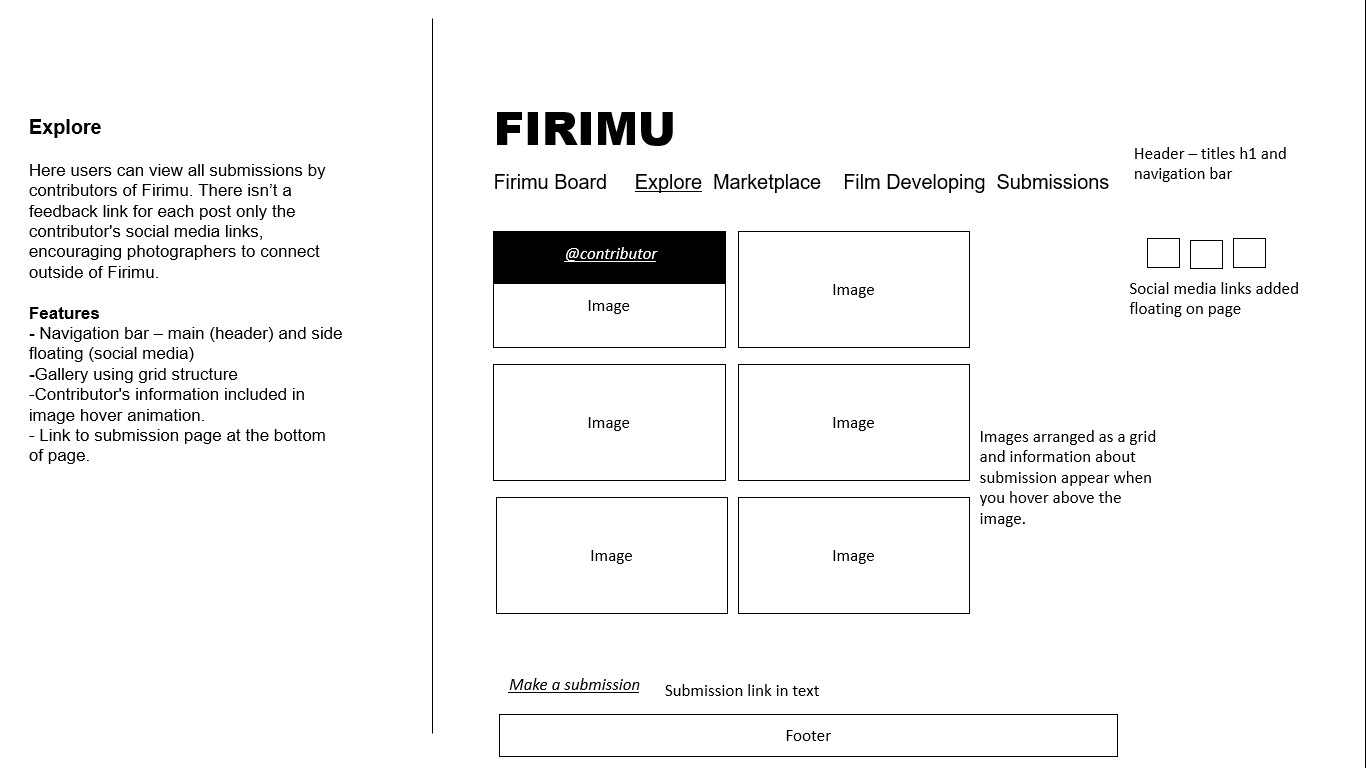 Explore
Here users can view all submissions by
contributors of Firimu. There isn’t a
feedback link for each post only the
contributor's social media links,
encouraging photographers to connect
outside of Firimu.
Features
- Navigation bar – main (header) and side
floating (social media)
-Gallery using grid structure
-Contributor's information included in
image hover animation.
- Link to submission page at the bottom
of page.
FIRIMU
Firimu Board Explore Marketplace Film Developing Submissions
Header – titles h1 and
navigation bar
@contributor
Image
Image
Social media links added
floating on page
Image
Image
Images arranged as a grid
and information about
submission appear when
you hover above the
image.
Image
Image
Make a submission
Submission link in text
Footer